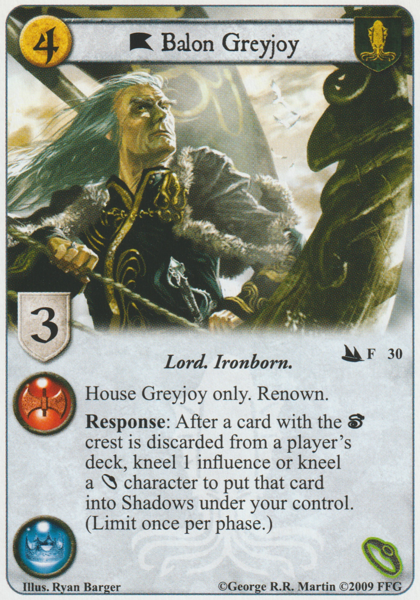 4
Balon Greyjoy
3
Lord. Ironborn.
F 30
House Greyjoy only. Renown.
Response: After a card with the
crest is discarded from a player's
deck, kneel 1 influence or kneel
a character to put that card
into Shadows under your control.
(Limit once per phase.)
Illus. Ryan Barger
©George R.R. Martin ©2009 FFG